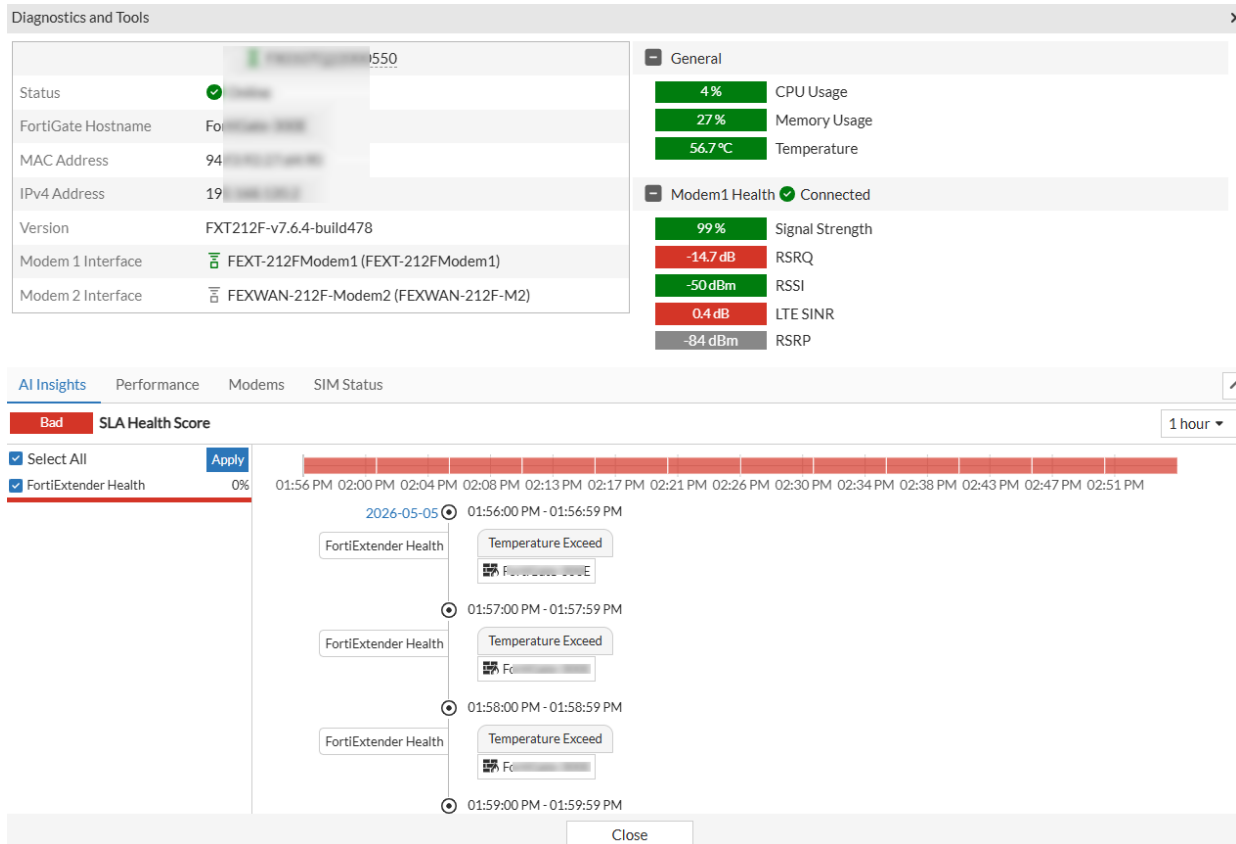 Diagnostics and Tools
550
Status
FortiGate Hostname Fo
MAC Address 94
IPv4 Address 19
Version FXT212F-v7.6.4-build478
Modem 1 Interface FEXT-212FModem1 (FEXT-212FModem1)
Modem 2 Interface FEXWAN-212F-Modem2 (FEXWAN-212F-M2)
General
4% CPU Usage
27% Memory Usage
56.7°C Temperature
Modem1 Health Connected
99% Signal Strength
-14.7 dB RSRQ
-50 dBm RSSI
0.4 dB LTE SINR
-84 dBm RSRP
AI Insights Performance Modems SIM Status
Bad SLA Health Score
1 hour
Select All Apply
FortiExtender Health 0%
01:56 PM 02:00 PM 02:04 PM 02:08 PM 02:13 PM 02:17 PM 02:21 PM 02:26 PM 02:30 PM 02:34 PM 02:38 PM 02:43 PM 02:47 PM 02:51 PM
2026-05-05 01:56:00 PM - 01:56:59 PM
FortiExtender Health Temperature Exceed
01:57:00 PM - 01:57:59 PM
FortiExtender Health Temperature Exceed
01:58:00 PM - 01:58:59 PM
FortiExtender Health Temperature Exceed
01:59:00 PM - 01:59:59 PM
Close